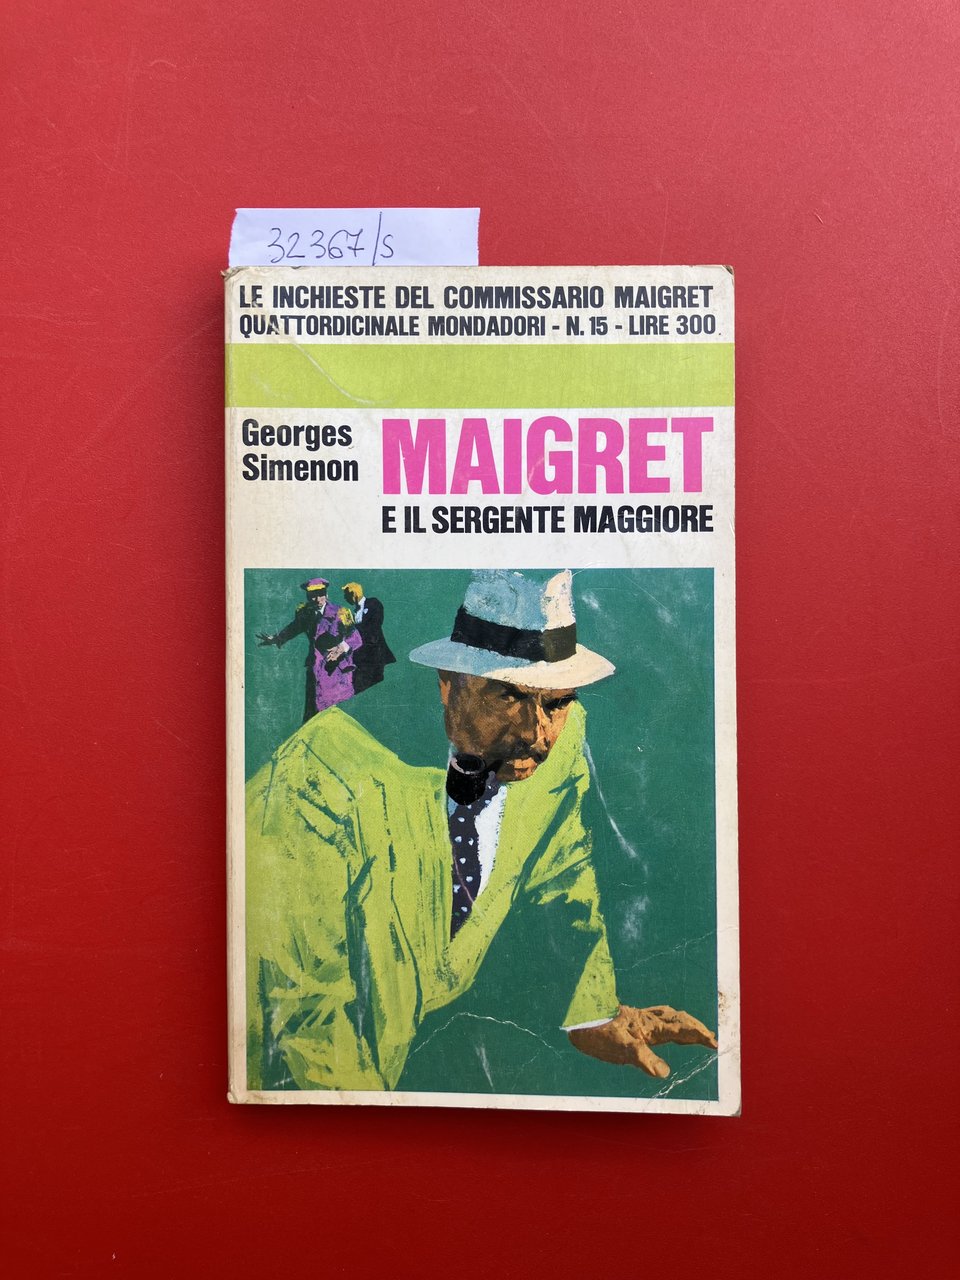 32367/s
LE INCHIESTE DEL COMMISSARIO MAIGRET
QUATTORDICINALE MONDADORI - N. 15 - LIRE 300
Georges
Simenon
MAIGRET
E IL SERGENTE MAGGIORE